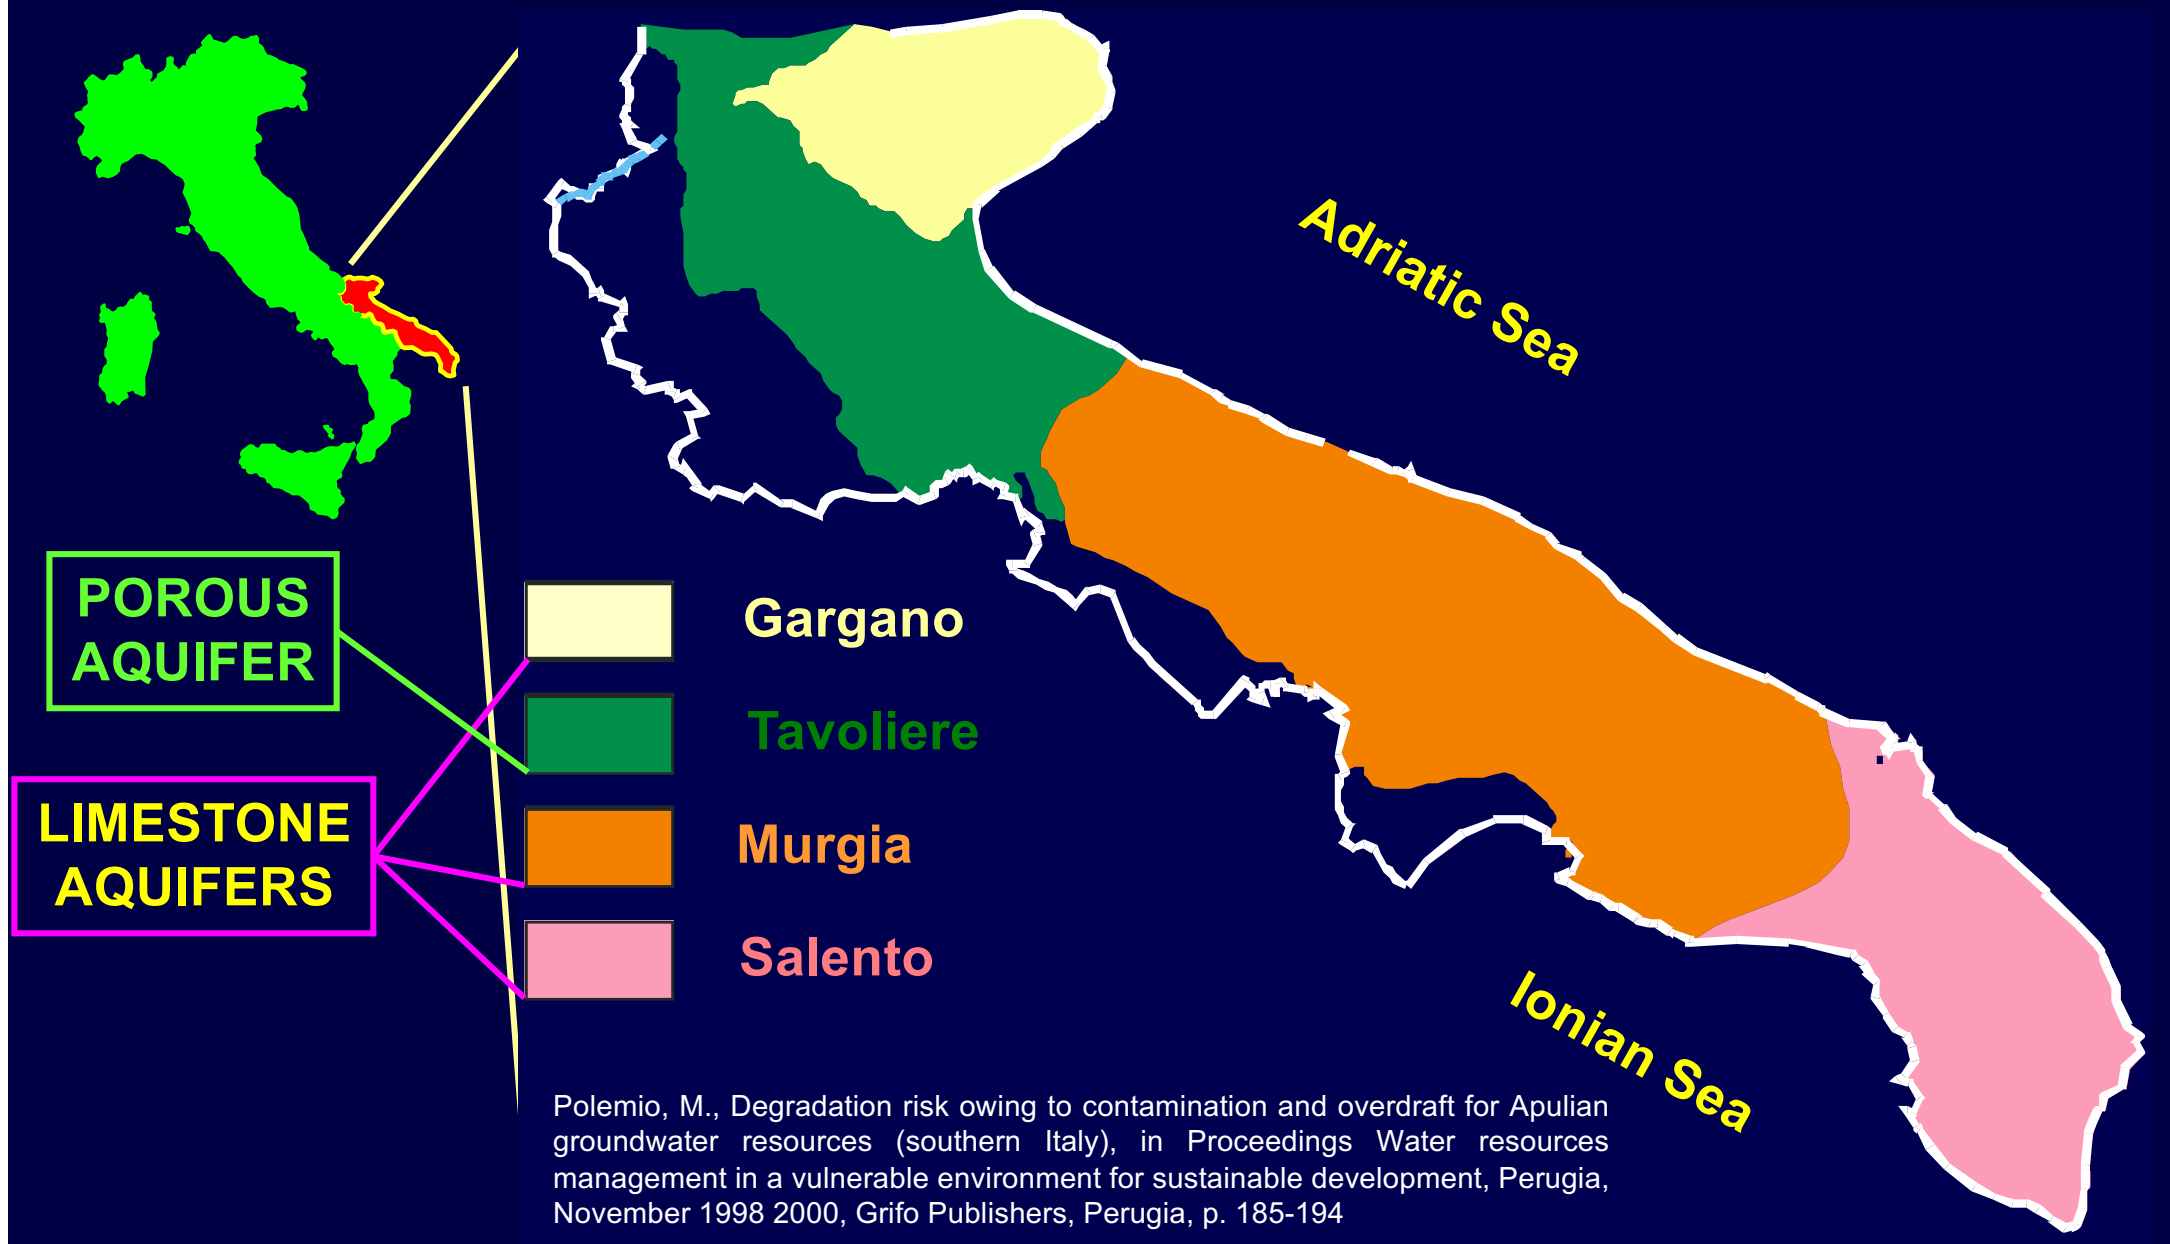 Adriatic Sea
POROUS
AQUIFER
LIMESTONE
AQUIFERS
Gargano
Tavoliere
Murgia
Salento
Ionian Sea
Polemio, M., Degradation risk owing to contamination and overdraft for Apulian
groundwater resources (southern Italy), in Proceedings Water resources
management in a vulnerable environment for sustainable development, Perugia,
November 1998 2000, Grifo Publishers, Perugia, p. 185-194